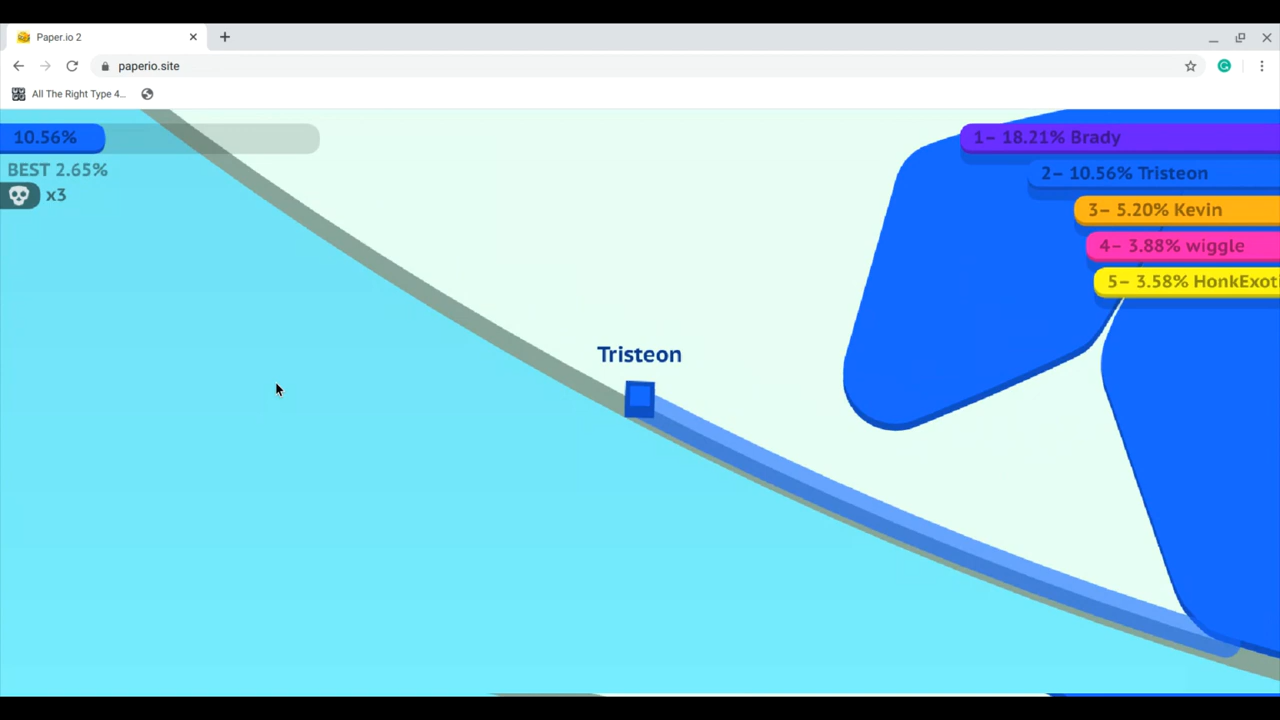 Paper.io 2
paperio.site
All The Right Type 4...
10.56%
BEST 2.65%
x3
1- 18.21% Brady
2- 10.56% Tristeon
3- 5.20% Kevin
4- 3.88% wiggle
5- 3.58% HonkExoti
Tristeon